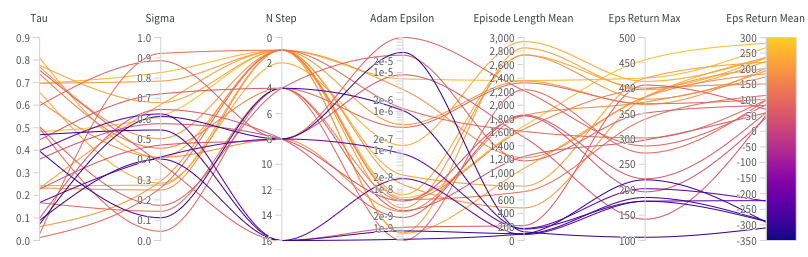 Tau Sigma N Step Adam Epsilon Episode Length Mean Eps Return Max Eps Return Mean
0.9 1.0 0 3,000 500 300
0.8 0.9 2 2,800 450 250
0.7 0.8 4 2e-5 2,600 400 200
0.6 0.7 6 1e-5 2,400 350 150
0.5 0.6 8 2e-6 2,200 300 100
0.4 0.5 10 1e-6 2,000 250 50
0.3 0.4 12 2e-7 1,800 200 0
0.2 0.3 14 1e-7 1,600 150 -50
0.1 0.2 16 2e-8 1,400 100 -100
0.0 0.1 1e-8 1,200 -150
0.0 2e-9 1,000 -200
1e-9 800 -250
600 -300
400 -350
200
0